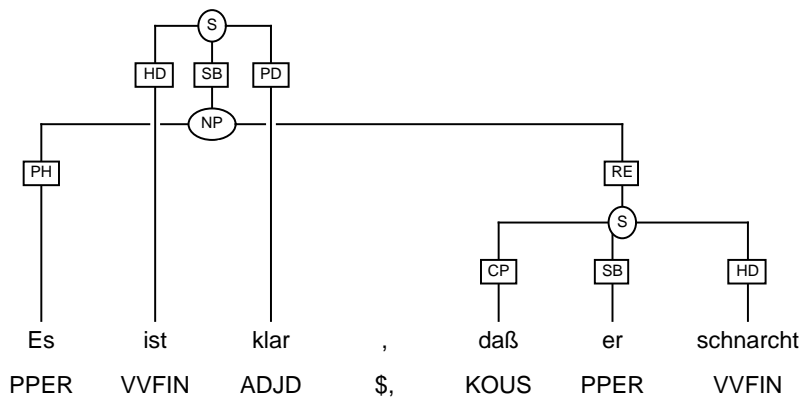 S
HD SB PD
NP
PH RE
S
CP SB HD
Es ist klar , daß er schnarcht
PPER VVFIN ADJD $, KOUS PPER VVFIN